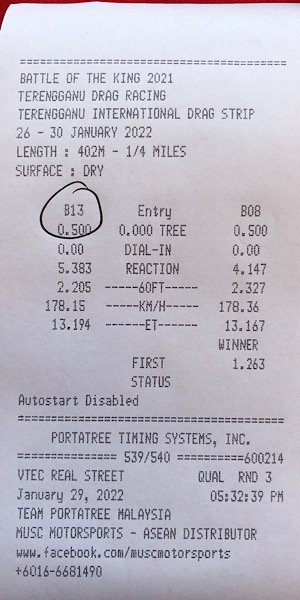 ==========================================
BATTLE OF THE KING 2021
TERENGGANU DRAG RACING
TERENGGANU INTERNATIONAL DRAG STRIP
26 - 30 JANUARY 2022
LENGTH : 402M - 1/4 MILES
SURFACE : DRY
B13 Entry B08
0.500 0.000 TREE 0.500
0.00 DIAL-IN 0.00
5.383 REACTION 4.147
2.205 -----60FT----- 2.327
178.15 ------KM/H----- 178.36
13.194 ------ET----- 13.167
WINNER
FIRST 1.263
STATUS
Autostart Disabled
==========================================
PORTATREE TIMING SYSTEMS, INC.
=============== 539/540 ==========600214
VTEC REAL STREET QUAL RND 3
January 29, 2022 05:32:39 PM
TEAM PORTATREE MALAYSIA
MUSC MOTORSPORTS - ASEAN DISTRIBUTOR
www.facebook.com/muscmotorsports
+6016-6681490